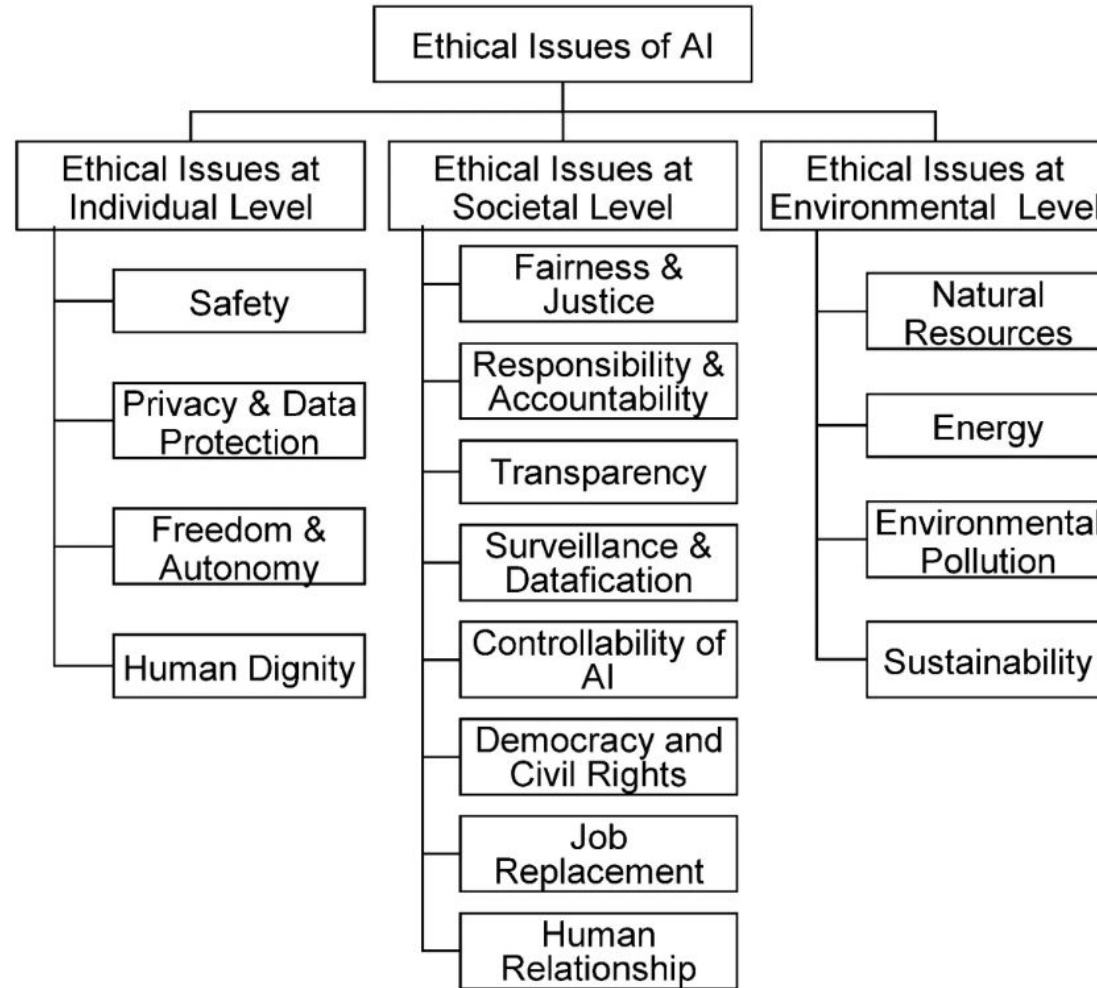 Ethical Issues of AI
Ethical Issues at
Individual Level
Safety
Privacy & Data
Protection
Freedom &
Autonomy
Human Dignity
Ethical Issues at
Societal Level
Fairness &
Justice
Responsibility &
Accountability
Transparency
Surveillance &
Datafication
Controllability of
AI
Democracy and
Civil Rights
Job
Replacement
Human
Relationship
Ethical Issues at
Environmental Level
Natural
Resources
Energy
Environmental
Pollution
Sustainability